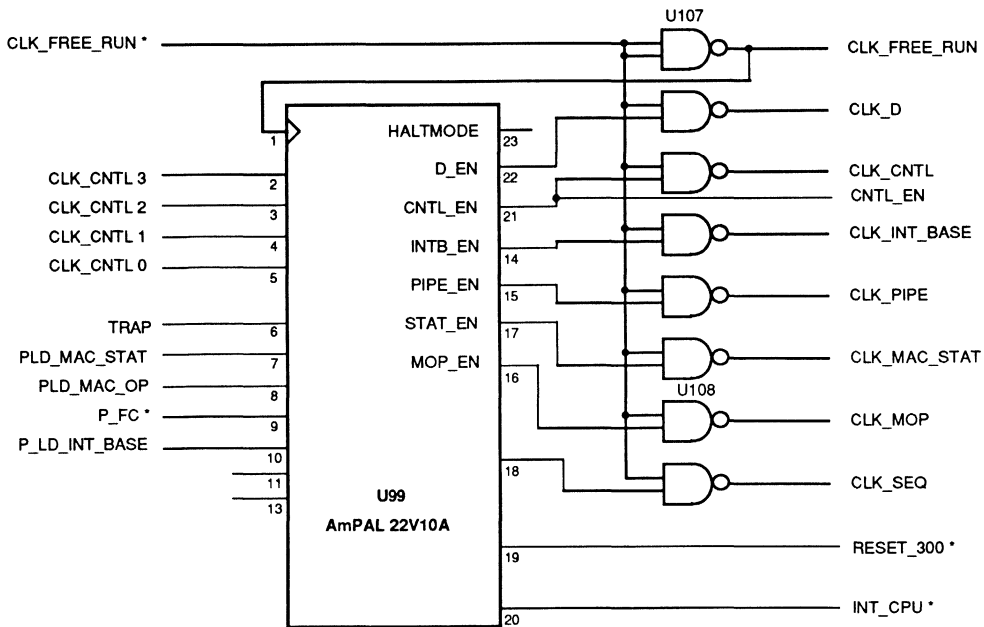 U107
CLK_FREE_RUN *
CLK_FREE_RUN
CLK_D
1
HALTMODE
23
D_EN
22
CLK_CNTL 3
2
CLK_CNTL
CLK_CNTL 2
3
CNTL_EN
21
CNTL_EN
CLK_CNTL 1
4
INTB_EN
14
CLK_INT_BASE
CLK_CNTL 0
5
PIPE_EN
15
CLK_PIPE
TRAP
6
STAT_EN
17
PLD_MAC_STAT
7
MOP_EN
16
CLK_MAC_STAT
PLD_MAC_OP
8
U108
P_FC *
9
CLK_MOP
P_LD_INT_BASE
10
18
11
CLK_SEQ
13
U99
AmPAL 22V10A
19
RESET_300 *
20
INT_CPU *